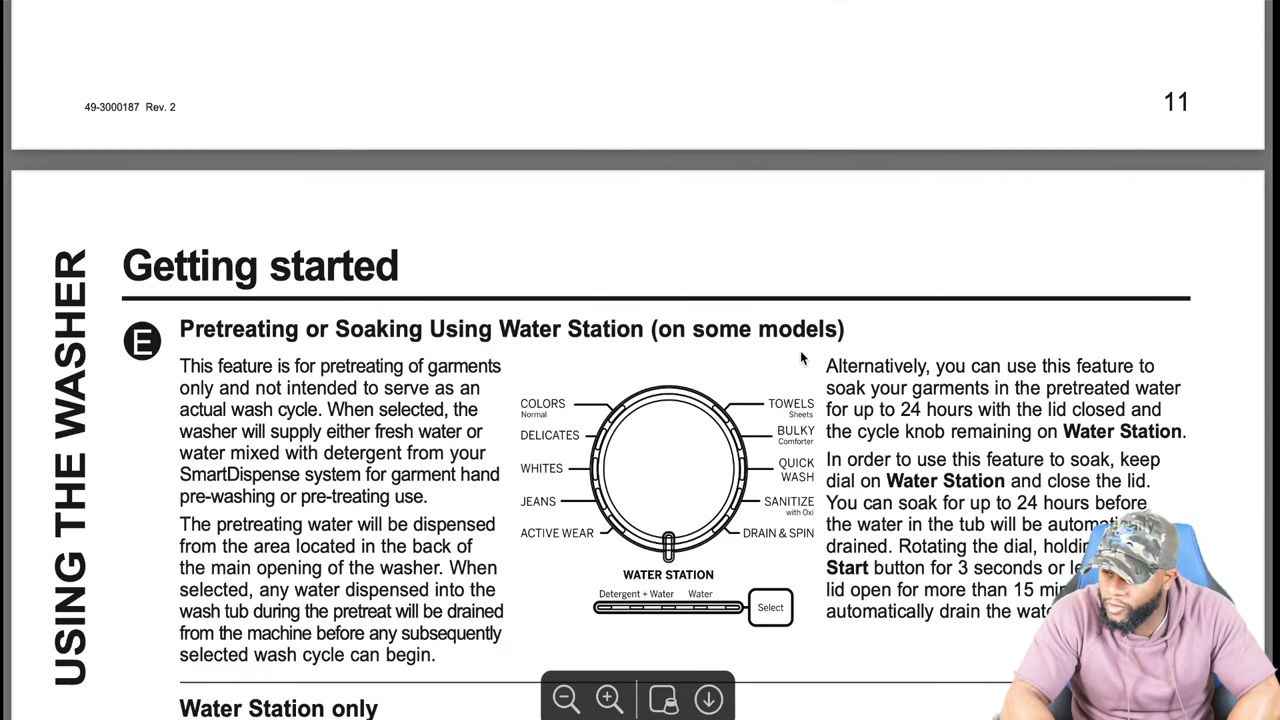 49-3000187 Rev. 2
11
USING THE WASHER
Getting started
E
Pretreating or Soaking Using Water Station (on some models)
This feature is for pretreating of garments
only and not intended to serve as an
actual wash cycle. When selected, the
washer will supply either fresh water or
water mixed with detergent from your
SmartDispense system for garment hand
pre-washing or pre-treating use.
The pretreating water will be dispensed
from the area located in the back of
the main opening of the washer. When
selected, any water dispensed into the
wash tub during the pretreat will be drained
from the machine before any subsequently
selected wash cycle can begin.
COLORS
Normal
DELICATES
WHITES
JEANS
ACTIVE WEAR
TOWELS
Sheets
BULKY
Comforter
QUICK
WASH
SANITIZE
with Oxi
DRAIN & SPIN
WATER STATION
Detergent + Water Water
Select
Alternatively, you can use this feature to
soak your garments in the pretreated water
for up to 24 hours with the lid closed and
the cycle knob remaining on Water Station.
In order to use this feature to soak, keep
dial on Water Station and close the lid.
You can soak for up to 24 hours before
the water in the tub will be automatically
drained. Rotating the dial,
Start button for 3 seconds or
lid open for more than 15
automatically drain the
Water Station only